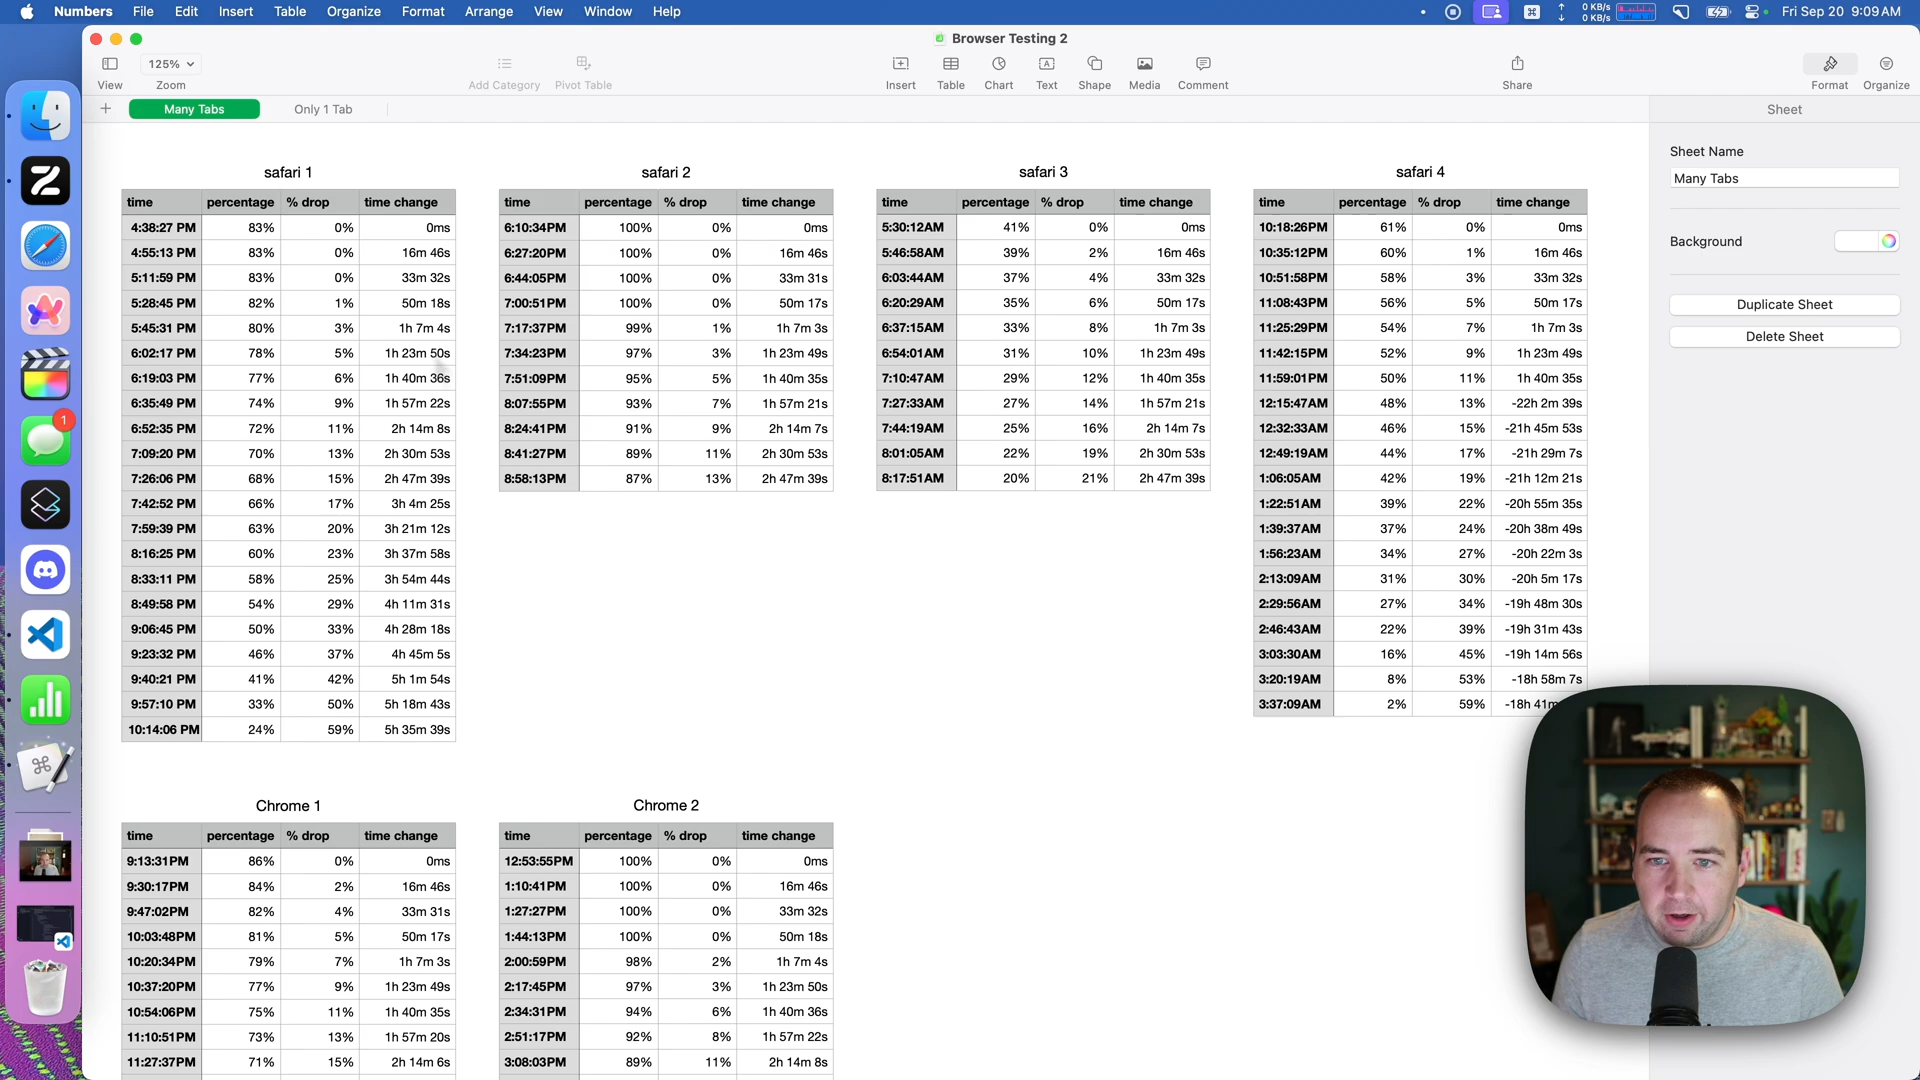 Numbers File Edit Insert Table Organize Format Arrange View Window Help 0 KB/s 0 KB/s Fri Sep 20 9:09 AM
Browser Testing 2
125%
View Zoom Add Category Pivot Table Insert Table Chart Text Shape Media Comment Share Format Organize
Many Tabs Only 1 Tab Sheet
Sheet Name
Many Tabs
Background
Duplicate Sheet
Delete Sheet
1
safari 1
time percentage % drop time change
4:38:27 PM 83% 0% 0ms
4:55:13 PM 83% 0% 16m 46s
5:11:59 PM 83% 0% 33m 32s
5:28:45 PM 82% 1% 50m 18s
5:45:31 PM 80% 3% 1h 7m 4s
6:02:17 PM 78% 5% 1h 23m 50s
6:19:03 PM 77% 6% 1h 40m 36s
6:35:49 PM 74% 9% 1h 57m 22s
6:52:35 PM 72% 11% 2h 14m 8s
7:09:20 PM 70% 13% 2h 30m 53s
7:26:06 PM 68% 15% 2h 47m 39s
7:42:52 PM 66% 17% 3h 4m 25s
7:59:39 PM 63% 20% 3h 21m 12s
8:16:25 PM 60% 23% 3h 37m 58s
8:33:11 PM 58% 25% 3h 54m 44s
8:49:58 PM 54% 29% 4h 11m 31s
9:06:45 PM 50% 33% 4h 28m 18s
9:23:32 PM 46% 37% 4h 45m 5s
9:40:21 PM 41% 42% 5h 1m 54s
9:57:10 PM 33% 50% 5h 18m 43s
10:14:06 PM 24% 59% 5h 35m 39s
safari 2
time percentage % drop time change
6:10:34PM 100% 0% 0ms
6:27:20PM 100% 0% 16m 46s
6:44:05PM 100% 0% 33m 31s
7:00:51PM 100% 0% 50m 17s
7:17:37PM 99% 1% 1h 7m 3s
7:34:23PM 97% 3% 1h 23m 49s
7:51:09PM 95% 5% 1h 40m 35s
8:07:55PM 93% 7% 1h 57m 21s
8:24:41PM 91% 9% 2h 14m 7s
8:41:27PM 89% 11% 2h 30m 53s
8:58:13PM 87% 13% 2h 47m 39s
safari 3
time percentage % drop time change
5:30:12AM 41% 0% 0ms
5:46:58AM 39% 2% 16m 46s
6:03:44AM 37% 4% 33m 32s
6:20:29AM 35% 6% 50m 17s
6:37:15AM 33% 8% 1h 7m 3s
6:54:01AM 31% 10% 1h 23m 49s
7:10:47AM 29% 12% 1h 40m 35s
7:27:33AM 27% 14% 1h 57m 21s
7:44:19AM 25% 16% 2h 14m 7s
8:01:05AM 22% 19% 2h 30m 53s
8:17:51AM 20% 21% 2h 47m 39s
safari 4
time percentage % drop time change
10:18:26PM 61% 0% 0ms
10:35:12PM 60% 1% 16m 46s
10:51:58PM 58% 3% 33m 32s
11:08:43PM 56% 5% 50m 17s
11:25:29PM 54% 7% 1h 7m 3s
11:42:15PM 52% 9% 1h 23m 49s
11:59:01PM 50% 11% 1h 40m 35s
12:15:47AM 48% 13% -22h 2m 39s
12:32:33AM 46% 15% -21h 45m 53s
12:49:19AM 44% 17% -21h 29m 7s
1:06:05AM 42% 19% -21h 12m 21s
1:22:51AM 39% 22% -20h 55m 35s
1:39:37AM 37% 24% -20h 38m 49s
1:56:23AM 34% 27% -20h 22m 3s
2:13:09AM 31% 30% -20h 5m 17s
2:29:56AM 27% 34% -19h 48m 30s
2:46:43AM 22% 39% -19h 31m 43s
3:03:30AM 16% 45% -19h 14m 56s
3:20:19AM 8% 53% -18h 58m 7s
3:37:09AM 2% 59% -18h 41m
Chrome 1
time percentage % drop time change
9:13:31PM 86% 0% 0ms
9:30:17PM 84% 2% 16m 46s
9:47:02PM 82% 4% 33m 31s
10:03:48PM 81% 5% 50m 17s
10:20:34PM 79% 7% 1h 7m 3s
10:37:20PM 77% 9% 1h 23m 49s
10:54:06PM 75% 11% 1h 40m 35s
11:10:51PM 73% 13% 1h 57m 20s
11:27:37PM 71% 15% 2h 14m 6s
Chrome 2
time percentage % drop time change
12:53:55PM 100% 0% 0ms
1:10:41PM 100% 0% 16m 46s
1:27:27PM 100% 0% 33m 32s
1:44:13PM 100% 0% 50m 18s
2:00:59PM 98% 2% 1h 7m 4s
2:17:45PM 97% 3% 1h 23m 50s
2:34:31PM 94% 6% 1h 40m 36s
2:51:17PM 92% 8% 1h 57m 22s
3:08:03PM 89% 11% 2h 14m 8s